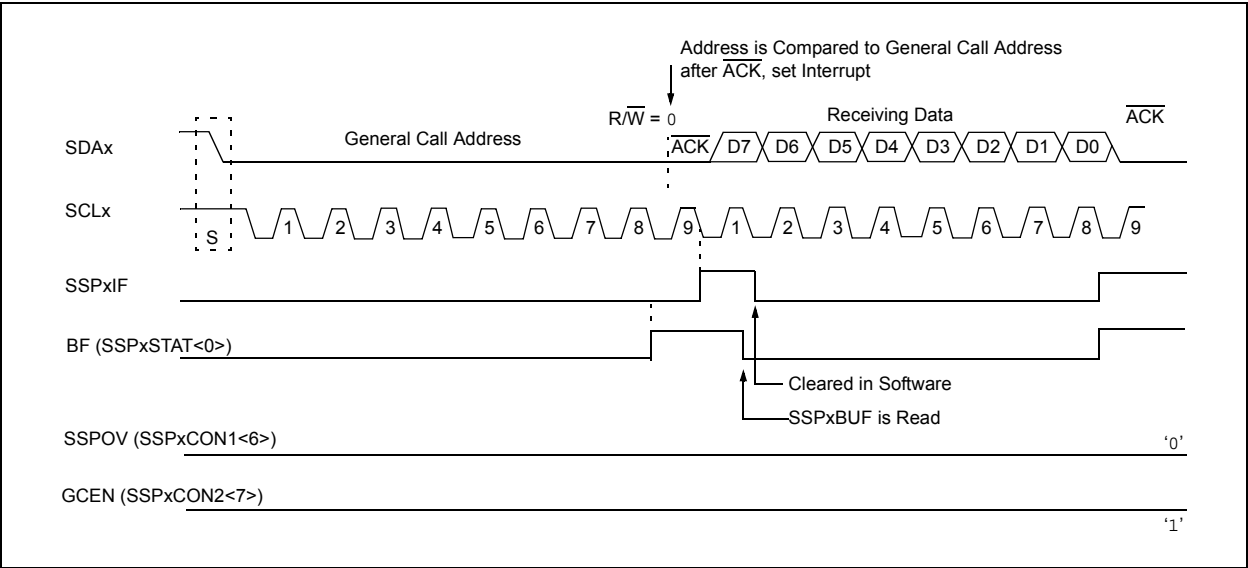 Address is Compared to General Call Address
after ACK, set Interrupt
R/W = 0
Receiving Data
ACK
General Call Address
SDAx
ACK D7 D6 D5 D4 D3 D2 D1 D0
SCLx
S
1 2 3 4 5 6 7 8 9 1 2 3 4 5 6 7 8 9
SSPxIF
BF (SSPxSTAT<0>)
Cleared in Software
SSPxBUF is Read
SSPOV (SSPxCON1<6>)
‘0’
GCEN (SSPxCON2<7>)
‘1’